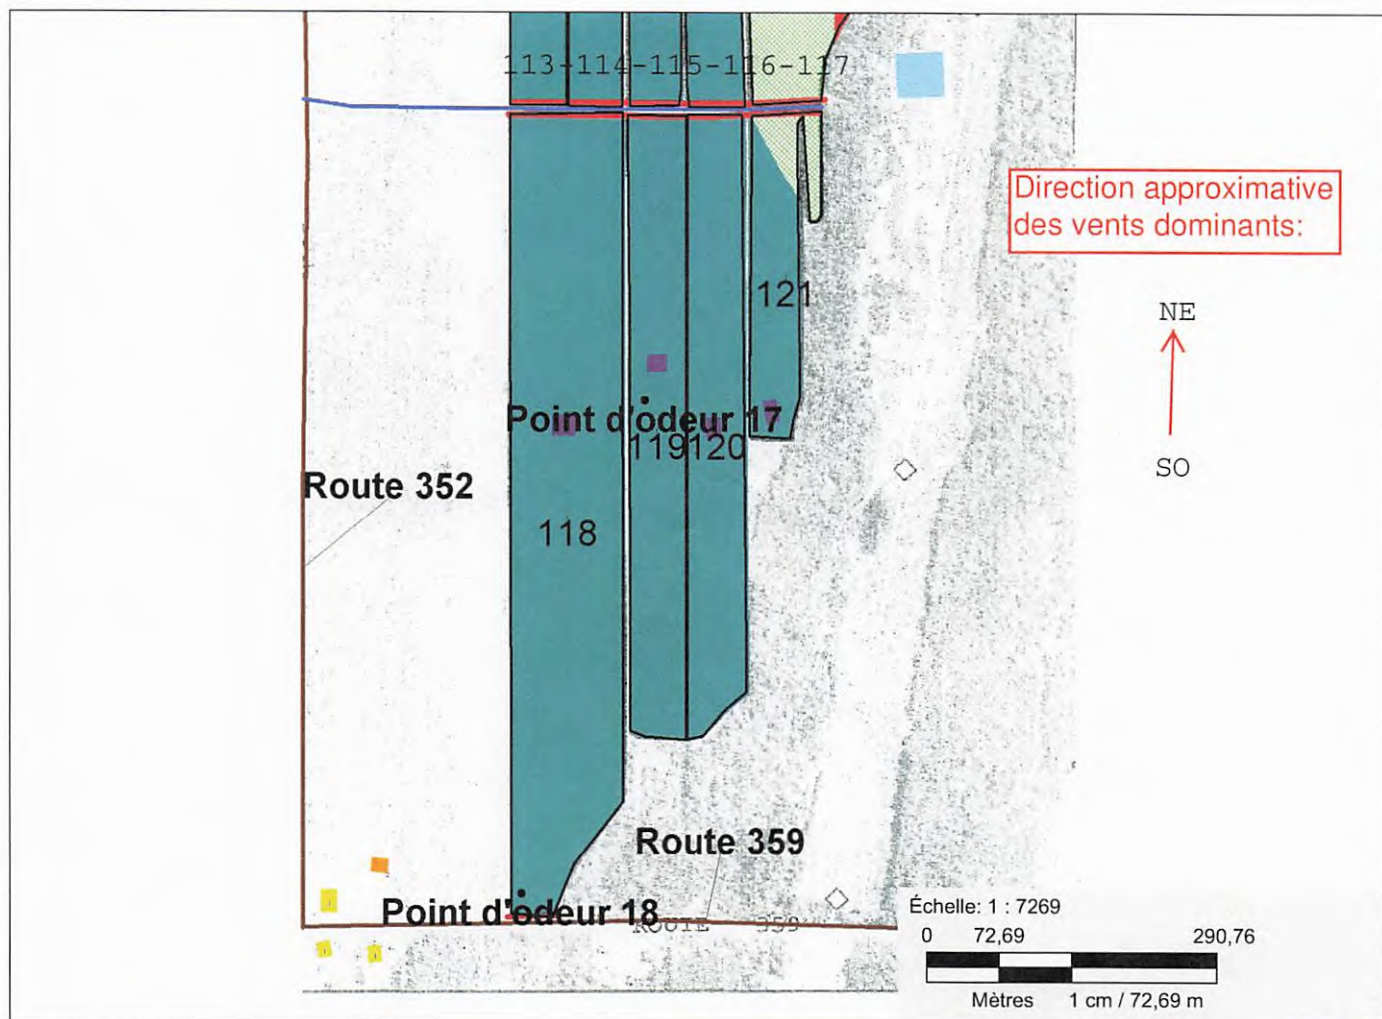 113-114-115-116-117
Direction approximative
des vents dominants:
121
NE
Point d'odeur 17
119 120
SO
Route 352
118
Route 359
Point d'odeur 18
ROUTE 359
Échelle: 1 : 7269
0 72,69 290,76
Mètres 1 cm / 72,69 m